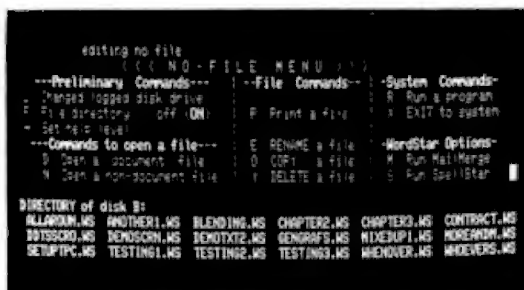 editing no file
< < < N O - F I L E   M E N U > > >
---Preliminary Commands--- --File Commands-- -System Commands-
L Changed logged disk drive R Run a program
F File directory off (ON) P Print a file X EXIT to system
H Set help level
---Commands to open a file--- E RENAME a file -WordStar Options-
D Open a document file O COPY a file M Run MailMerge
N Open a non-document file Y DELETE a file S Run SpellStar
DIRECTORY of disk B:
ALLAROUN.WS ANOTHER1.WS BLENDING.WS CHAPTER2.WS CHAPTER3.WS CONTRACT.WS
DOTSSCRO.WS DEMOSCRN.WS DEMOTXT2.WS GENGRAFS.WS MIXEDUP1.WS MOREANDM.WS
SETUPTPC.WS TESTING1.WS TESTING2.WS TESTING3.WS WHENOVER.WS WHOEVERS.WS